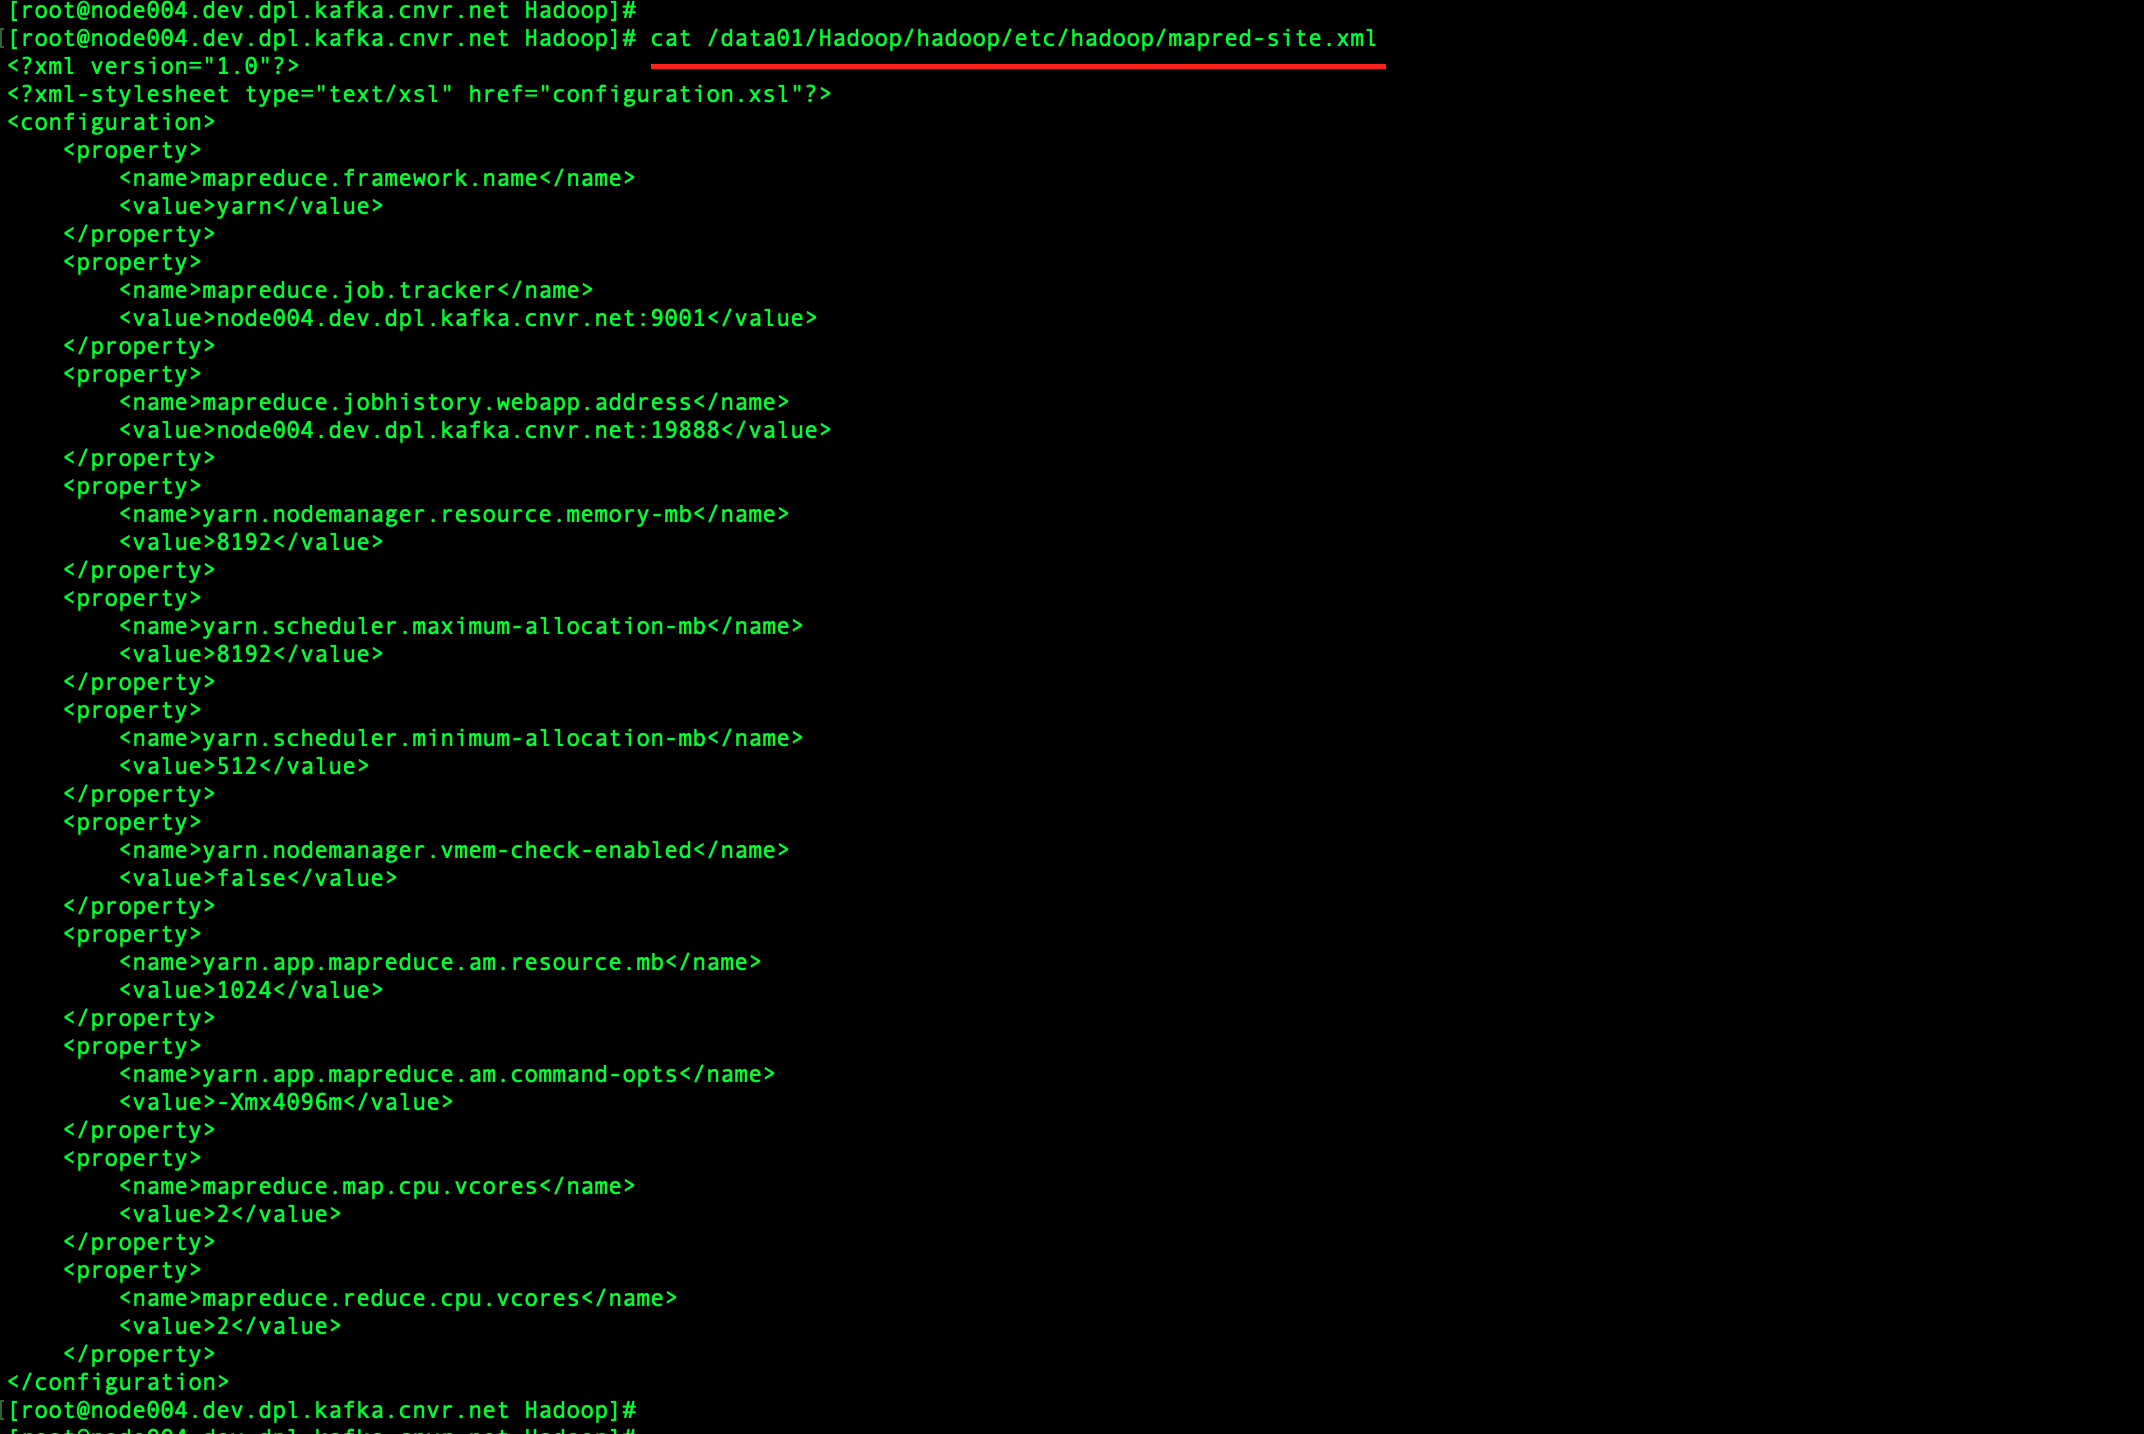 [root@node004.dev.dpl.kafka.cnvr.net Hadoop]#
[root@node004.dev.dpl.kafka.cnvr.net Hadoop]# cat /data01/Hadoop/hadoop/etc/hadoop/mapred-site.xml
<?xml version="1.0"?>
<?xml-stylesheet type="text/xsl" href="configuration.xsl"?>
<configuration>
    <property>
        <name>mapreduce.framework.name</name>
        <value>yarn</value>
    </property>
    <property>
        <name>mapreduce.job.tracker</name>
        <value>node004.dev.dpl.kafka.cnvr.net:9001</value>
    </property>
    <property>
        <name>mapreduce.jobhistory.webapp.address</name>
        <value>node004.dev.dpl.kafka.cnvr.net:19888</value>
    </property>
    <property>
        <name>yarn.nodemanager.resource.memory-mb</name>
        <value>8192</value>
    </property>
    <property>
        <name>yarn.scheduler.maximum-allocation-mb</name>
        <value>8192</value>
    </property>
    <property>
        <name>yarn.scheduler.minimum-allocation-mb</name>
        <value>512</value>
    </property>
    <property>
        <name>yarn.nodemanager.vmem-check-enabled</name>
        <value>false</value>
    </property>
    <property>
        <name>yarn.app.mapreduce.am.resource.mb</name>
        <value>1024</value>
    </property>
    <property>
        <name>yarn.app.mapreduce.am.command-opts</name>
        <value>-Xmx4096m</value>
    </property>
    <property>
        <name>mapreduce.map.cpu.vcores</name>
        <value>2</value>
    </property>
    <property>
        <name>mapreduce.reduce.cpu.vcores</name>
        <value>2</value>
    </property>
</configuration>
[root@node004.dev.dpl.kafka.cnvr.net Hadoop]#
[root@node004.dev.dpl.kafka.cnvr.net Hadoop]#